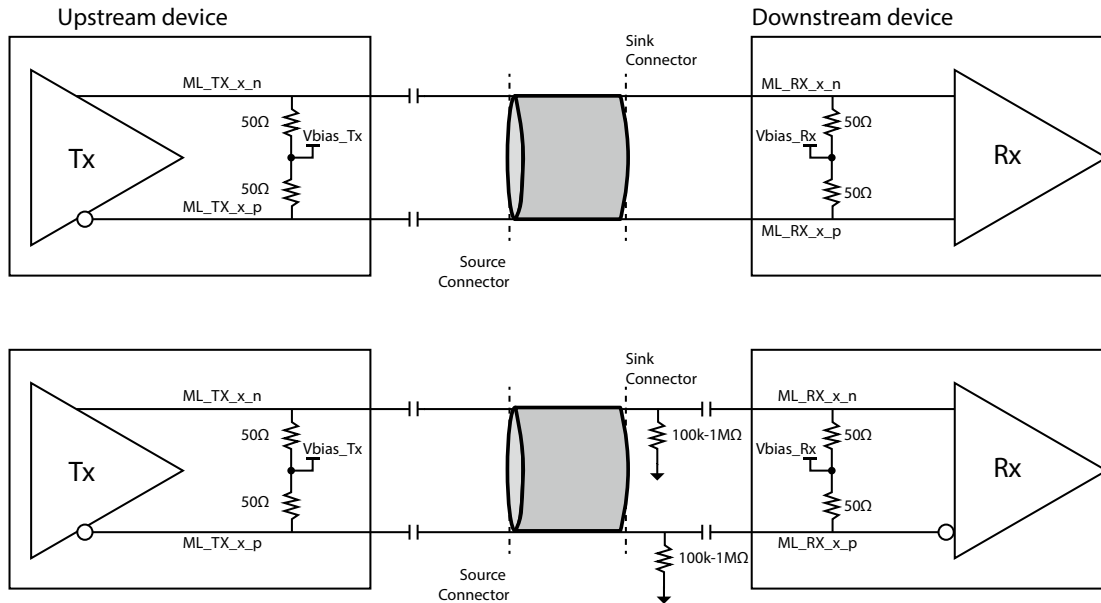 Upstream device
Downstream device
Sink
Connector
ML_TX_x_n
ML_RX_x_n
50Ω
50Ω
Vbias_Tx
Vbias_Rx
Tx
Rx
50Ω
50Ω
ML_TX_x_p
ML_RX_x_p
Source
Connector
Sink
Connector
ML_TX_x_n
ML_RX_x_n
50Ω
100k-1MΩ
50Ω
Vbias_Tx
Vbias_Rx
Tx
Rx
50Ω
50Ω
ML_TX_x_p
ML_RX_x_p
100k-1MΩ
Source
Connector